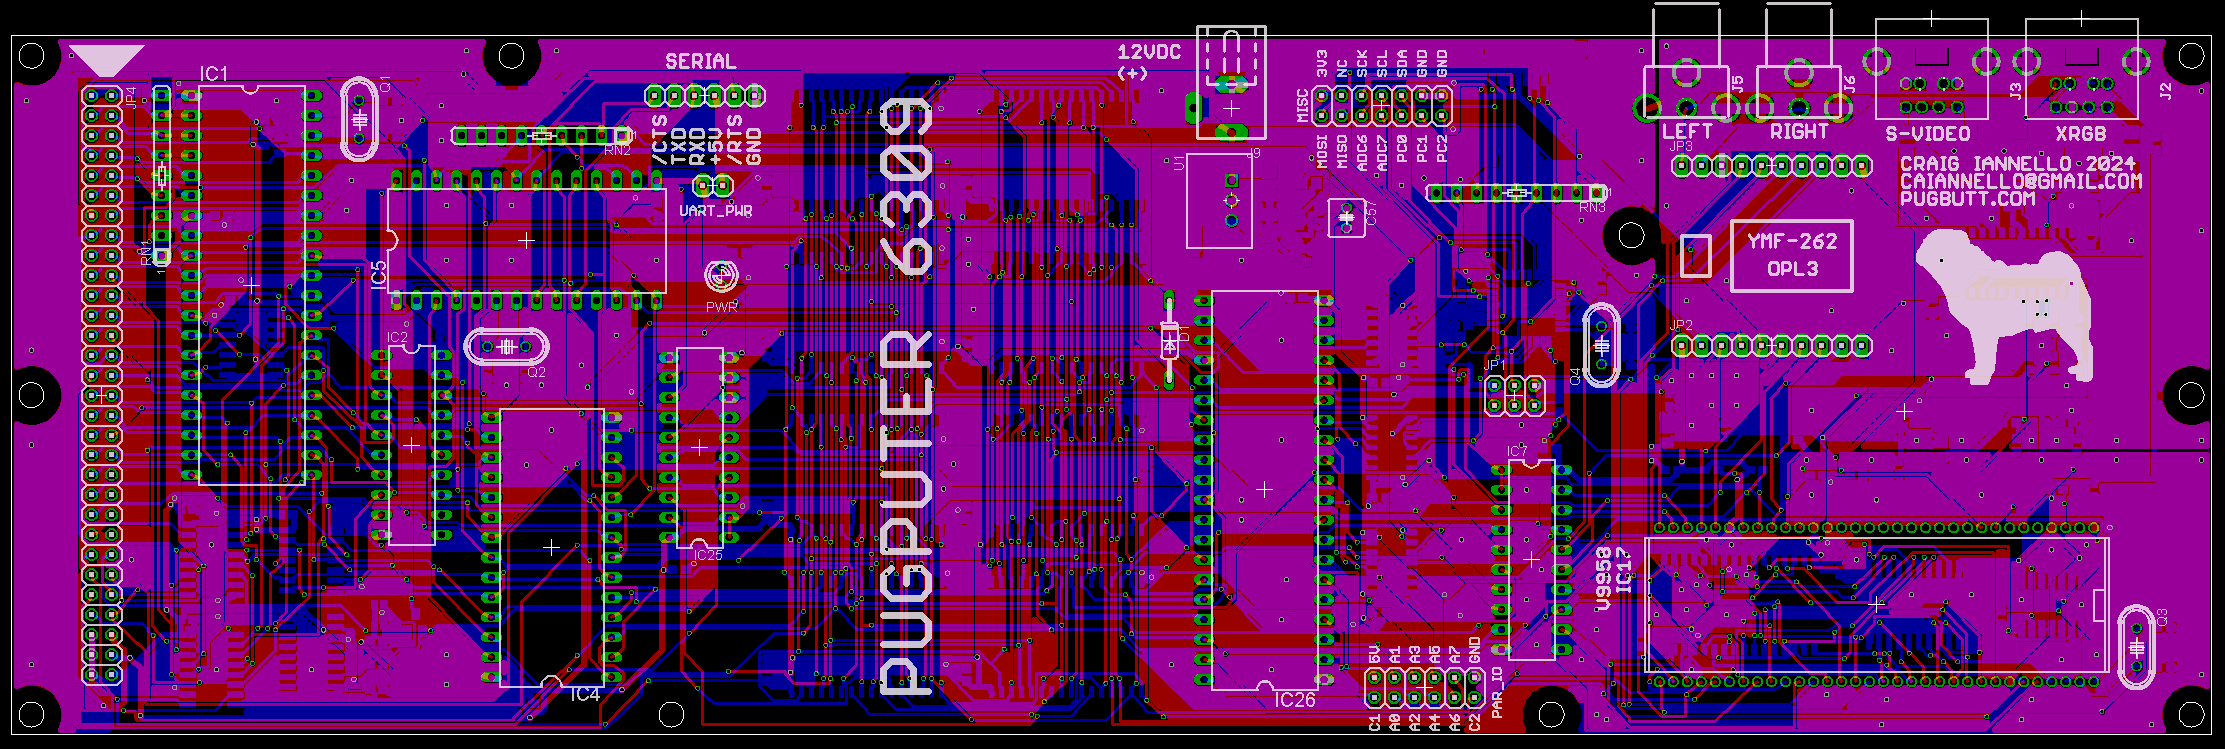 IC1
JP4
RN1
1
Q1
SERIAL
/CTS
TXD
RXD
+5V
/RTS
GND
RN2
1
UART_PWR
IC5
PWR
IC2
Q2
IC25
IC4
PUGPUTER 6309
12VDC
(+)
J9
U1
MISC
3V3
NC
SCK
SCL
SDA
GND
GND
MOSI
MISO
ADC6
ADC7
PC0
PC1
PC2
C57
RN3
1
D1
IC26
JP1
Q4
IC7
5V
A1
A3
A5
A7
GND
C1
A0
A2
A4
A6
C2
PAR_IO
J5
J6
J3
J2
LEFT
RIGHT
S-VIDEO
XRGB
JP3
CRAIG IANNELLO 2024
CAIANNELLO@GMAIL.COM
PUGBUTT.COM
YMF-262
OPL3
JP2
V9958
IC17
Q3